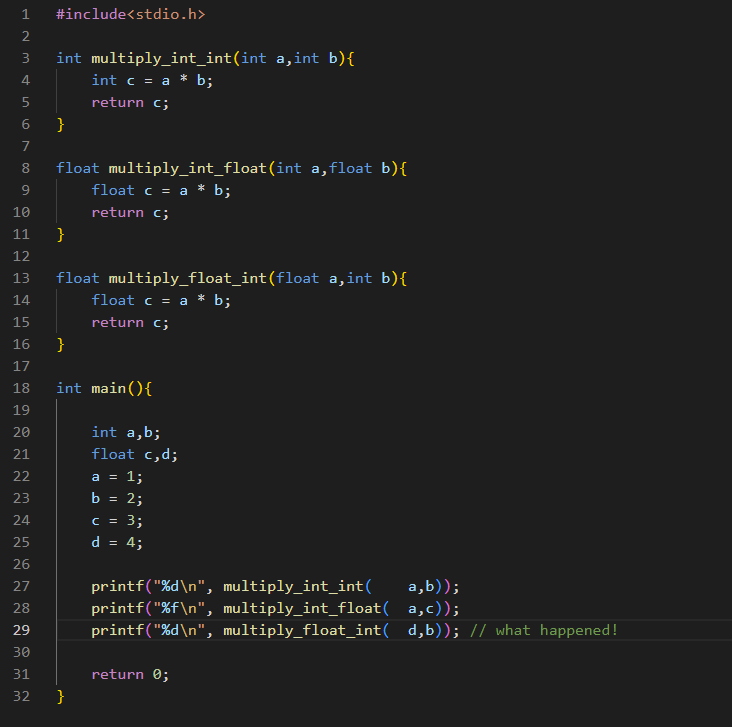 1 #include<stdio.h>
2
3 int multiply_int_int(int a,int b){
4     int c = a * b;
5     return c;
6 }
7
8 float multiply_int_float(int a,float b){
9     float c = a * b;
10     return c;
11 }
12
13 float multiply_float_int(float a,int b){
14     float c = a * b;
15     return c;
16 }
17
18 int main(){
19
20     int a,b;
21     float c,d;
22     a = 1;
23     b = 2;
24     c = 3;
25     d = 4;
26
27     printf("%d\n", multiply_int_int(    a,b));
28     printf("%f\n", multiply_int_float(  a,c));
29     printf("%d\n", multiply_float_int(  d,b)); // what happened!
30
31     return 0;
32 }